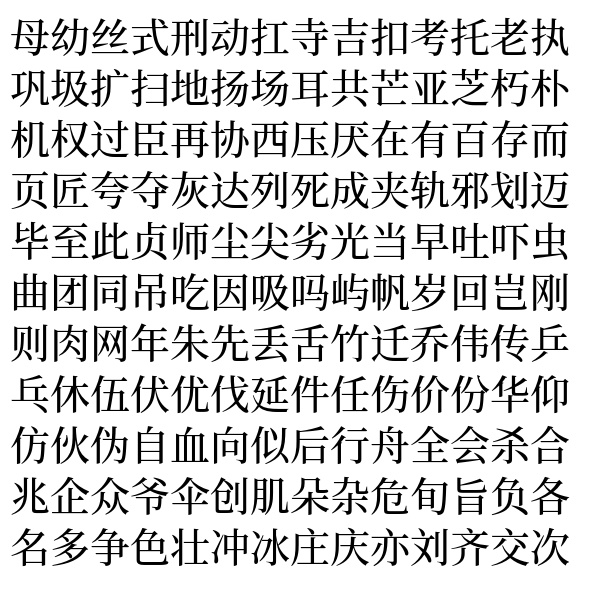 母幼丝式刑动扛寺吉扣考托老执
巩圾扩扫地扬场耳共芒亚芝朽朴
机权过臣再协西压厌在有百存而
页匠夸夺灰达列死成夹轨邪划迈
毕至此贞师尘尖劣光当早吐吓虫
曲团同吊吃因吸吗屿帆岁回岂刚
则肉网年朱先丢舌竹迁乔伟传乒
乓休伍伏优伐延件任伤价份华仰
仿伙伪自血向似后行舟全会杀合
兆企众爷伞创肌朵杂危旬旨负各
名多争色壮冲冰庄庆亦刘齐交次